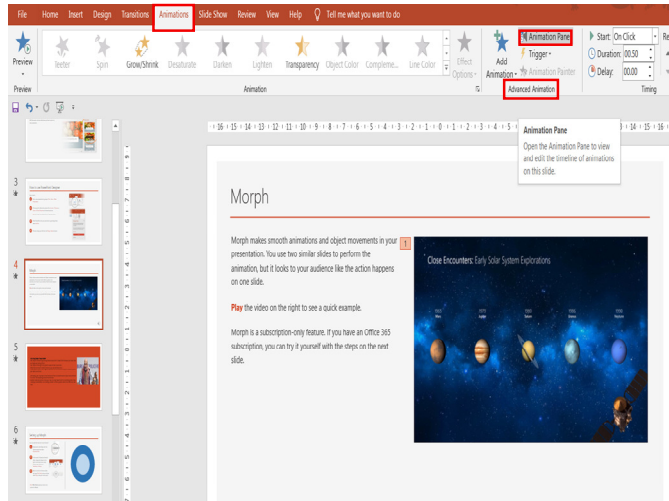 File Home Insert Design Transitions Animations Slide Show Review View Help Tell me what you want to do
Preview
Teeter Spin Grow/Shrink Desaturate Darken Lighten Transparency Object Color Compleme... Line Color
Effect Options
Add Animation
Animation Pane
Trigger
Animation Painter
Start: On Click
Duration: 00.50
Delay: 00.00
Re
Preview Animation Advanced Animation Timing
Animation Pane
Open the Animation Pane to view
and edit the timeline of animations
on this slide.
3
4
5
6
Morph
Morph makes smooth animations and object movements in your
presentation. You use two similar slides to perform the
animation, but it looks to your audience like the action happens
on one slide.
Play the video on the right to see a quick example.
Morph is a subscription-only feature. If you have an Office 365
subscription, you can try it yourself with the steps on the next
slide.
1
Close Encounters: Early Solar System Explorations